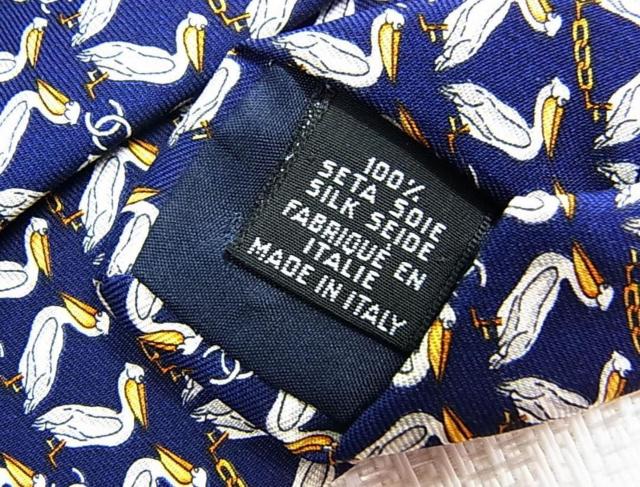 100%
SETA SOIE
SILK SEIDE
FABRIQUÉ EN
ITALIE
MADE IN ITALY